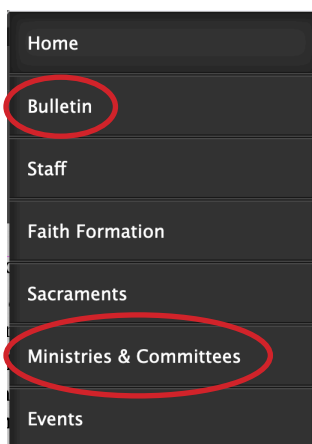 Home
Bulletin
Staff
Faith Formation
Sacraments
Ministries & Committees
Events